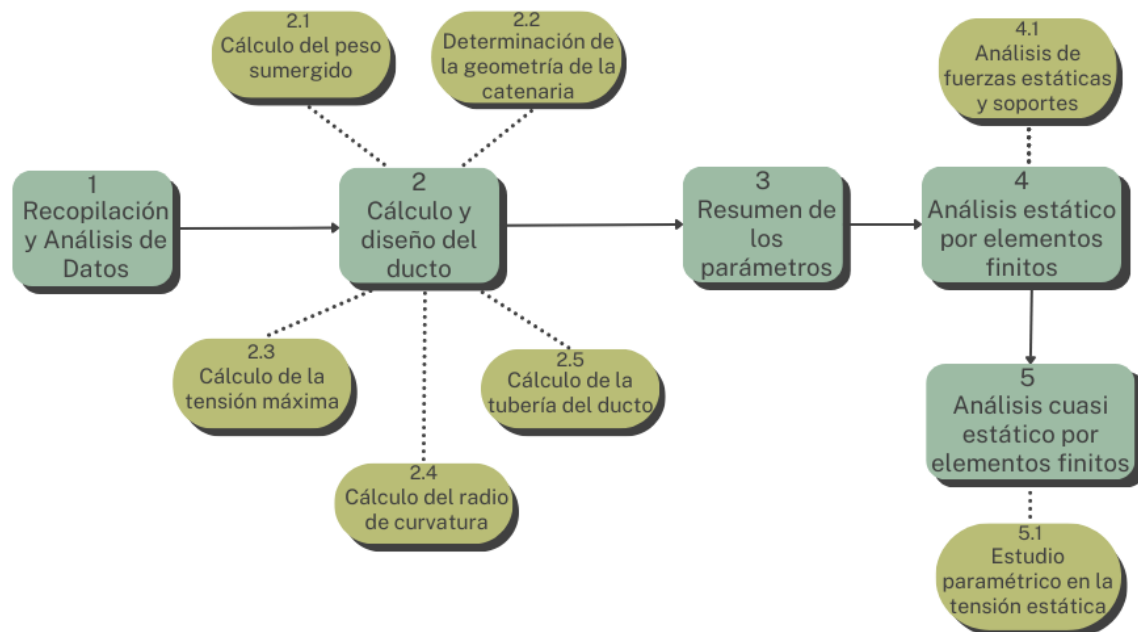 2.1
Cálculo del peso
sumergido
2.2
Determinación de
la geometría de la
catenaria
4.1
Análisis de
fuerzas estáticas
y soportes
1
Recopilación
y Análisis de
Datos
2
Cálculo y
diseño del
ducto
3
Resumen de
los
parámetros
4
Análisis estático
por elementos
finitos
2.3
Cálculo de la
tensión máxima
2.4
Cálculo del radio
de curvatura
2.5
Cálculo de la
tubería del ducto
5
Análisis cuasi
estático por
elementos finitos
5.1
Estudio
paramétrico en la
tensión estática